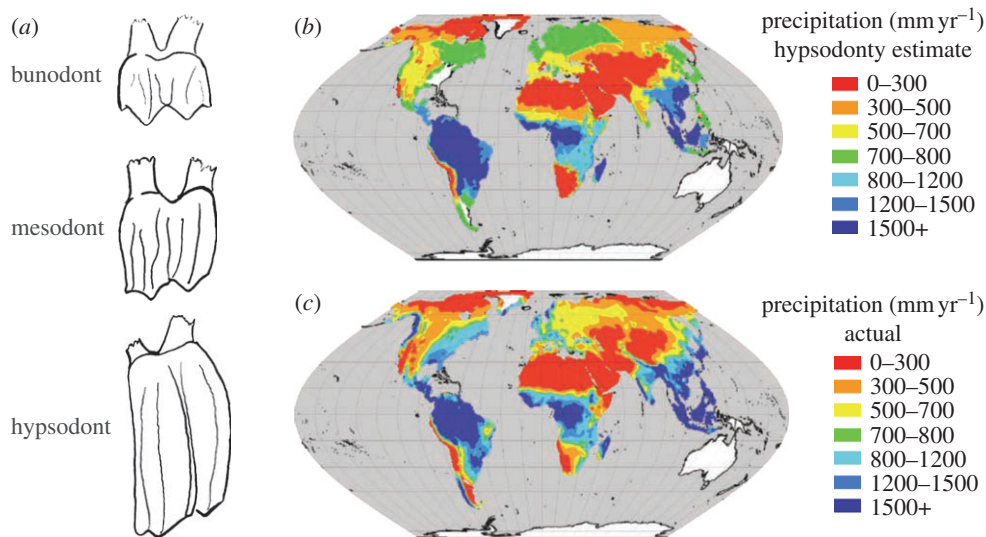 (a)
bunodont
mesodont
hypsodont
(b)
precipitation (mm yr⁻¹)
hypsodonty estimate
0–300
300–500
500–700
700–800
800–1200
1200–1500
1500+
(c)
precipitation (mm yr⁻¹)
actual
0–300
300–500
500–700
700–800
800–1200
1200–1500
1500+